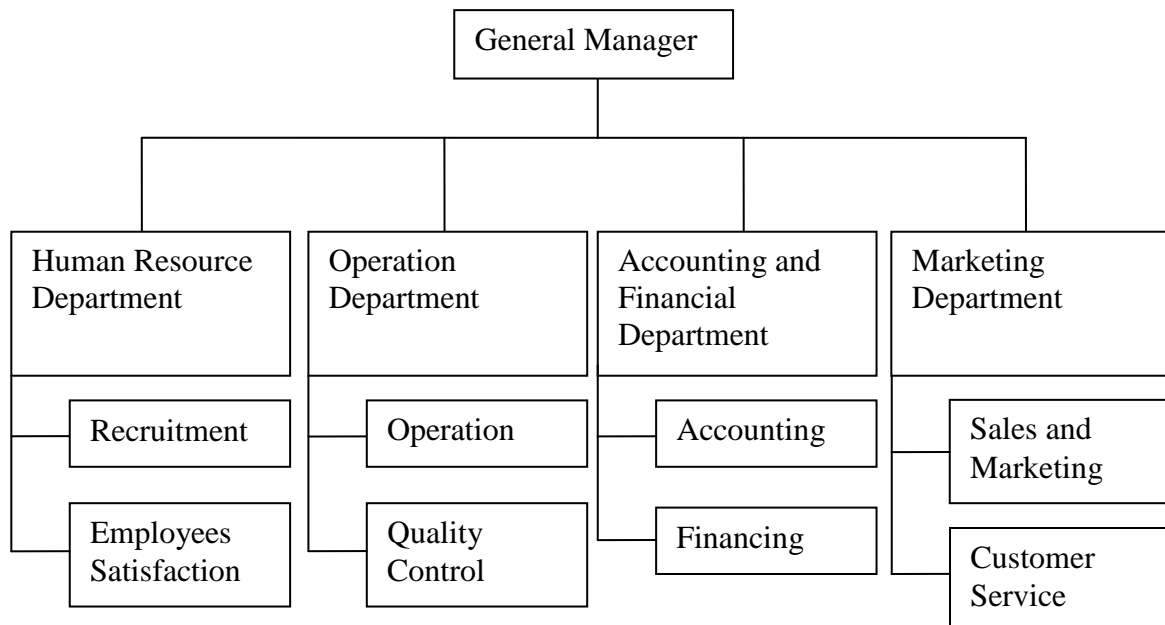 General Manager
Human Resource
Department
Operation
Department
Accounting and
Financial
Department
Marketing
Department
Recruitment
Employees
Satisfaction
Operation
Quality
Control
Accounting
Financing
Sales and
Marketing
Customer
Service